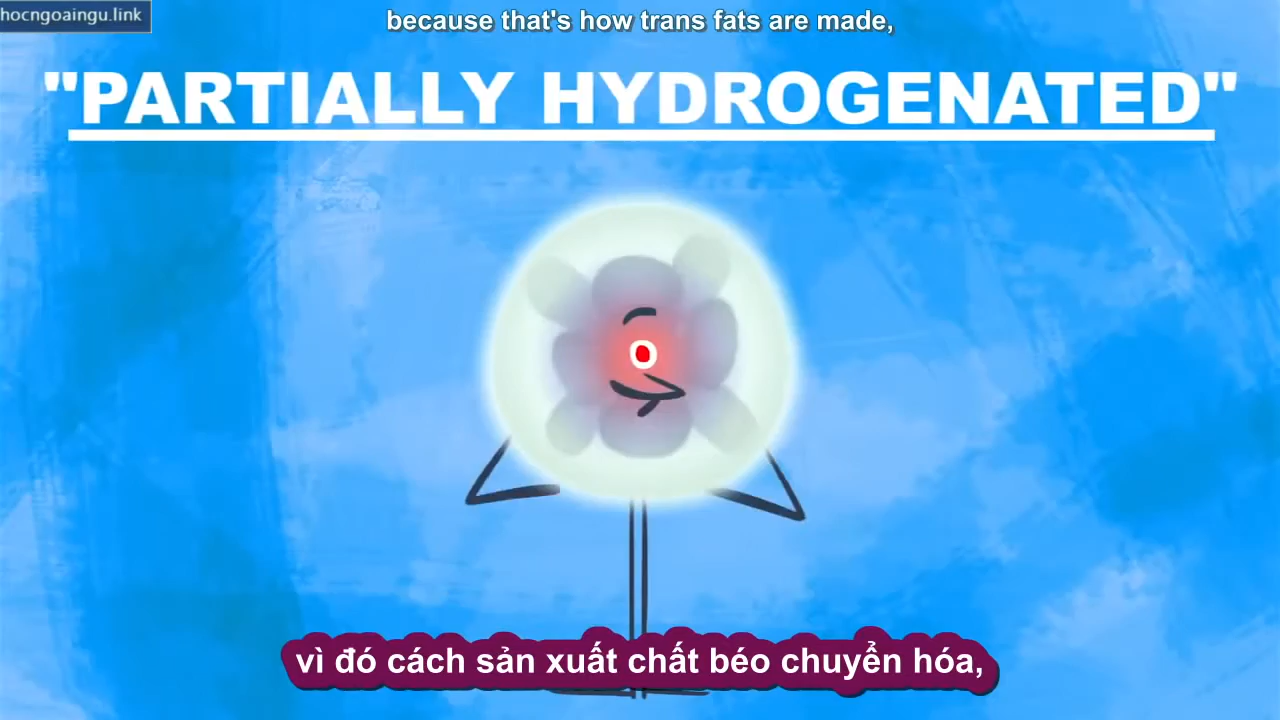 hocngoaingu.link
because that's how trans fats are made,
"PARTIALLY HYDROGENATED"
vì đó cách sản xuất chất béo chuyển hóa,